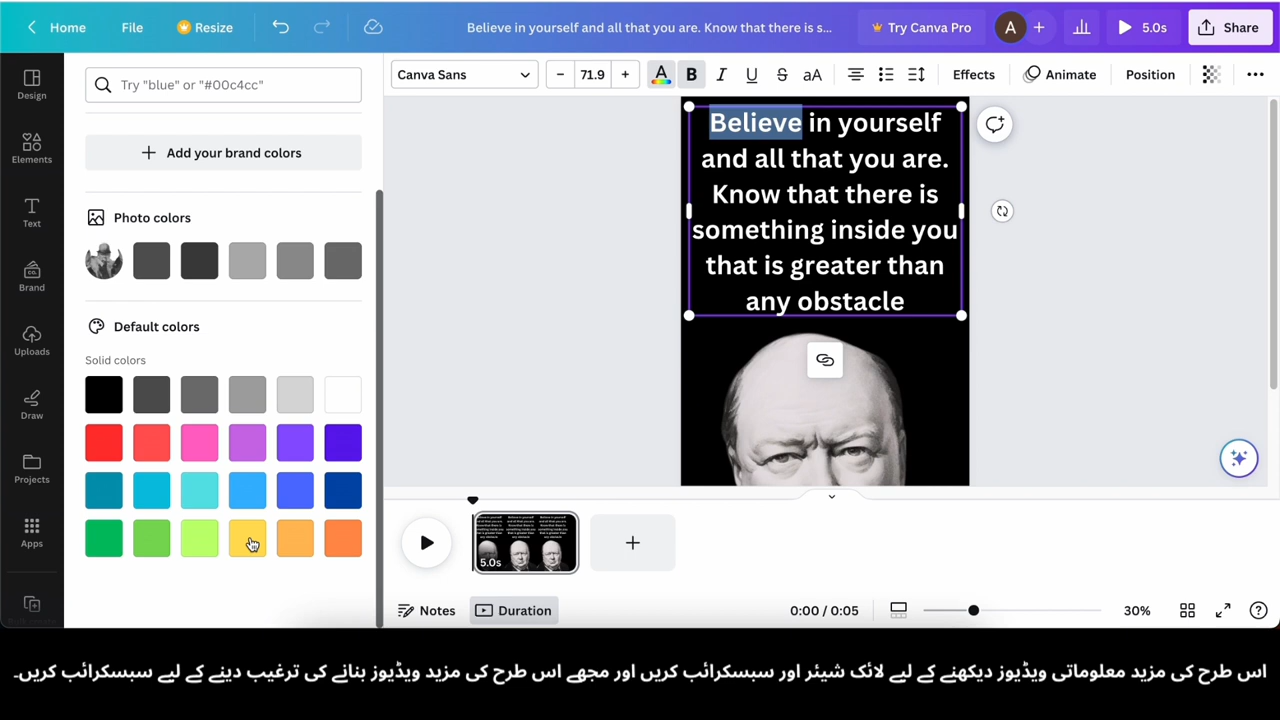 Home
File
Resize
Believe in yourself and all that you are. Know that there is s...
Try Canva Pro
A
5.0s
Share
Design
Elements
Text
Brand
Uploads
Draw
Projects
Apps
Try "blue" or "#00c4cc"
Add your brand colors
Photo colors
Default colors
Solid colors
Canva Sans
– 71.9 +
A B I U S aA
Effects
Animate
Position
Believe in yourself
and all that you are.
Know that there is
something inside you
that is greater than
any obstacle
5.0s
Notes
Duration
0:00 / 0:05
30%
اس طرح کی مزید معلوماتی ویڈیوز دیکھنے کے لیے لائک شیئر اور سبسکرائب کریں اور مجھے اس طرح کی مزید ویڈیوز بنانے کی ترغیب دینے کے لیے سبسکرائب کریں۔